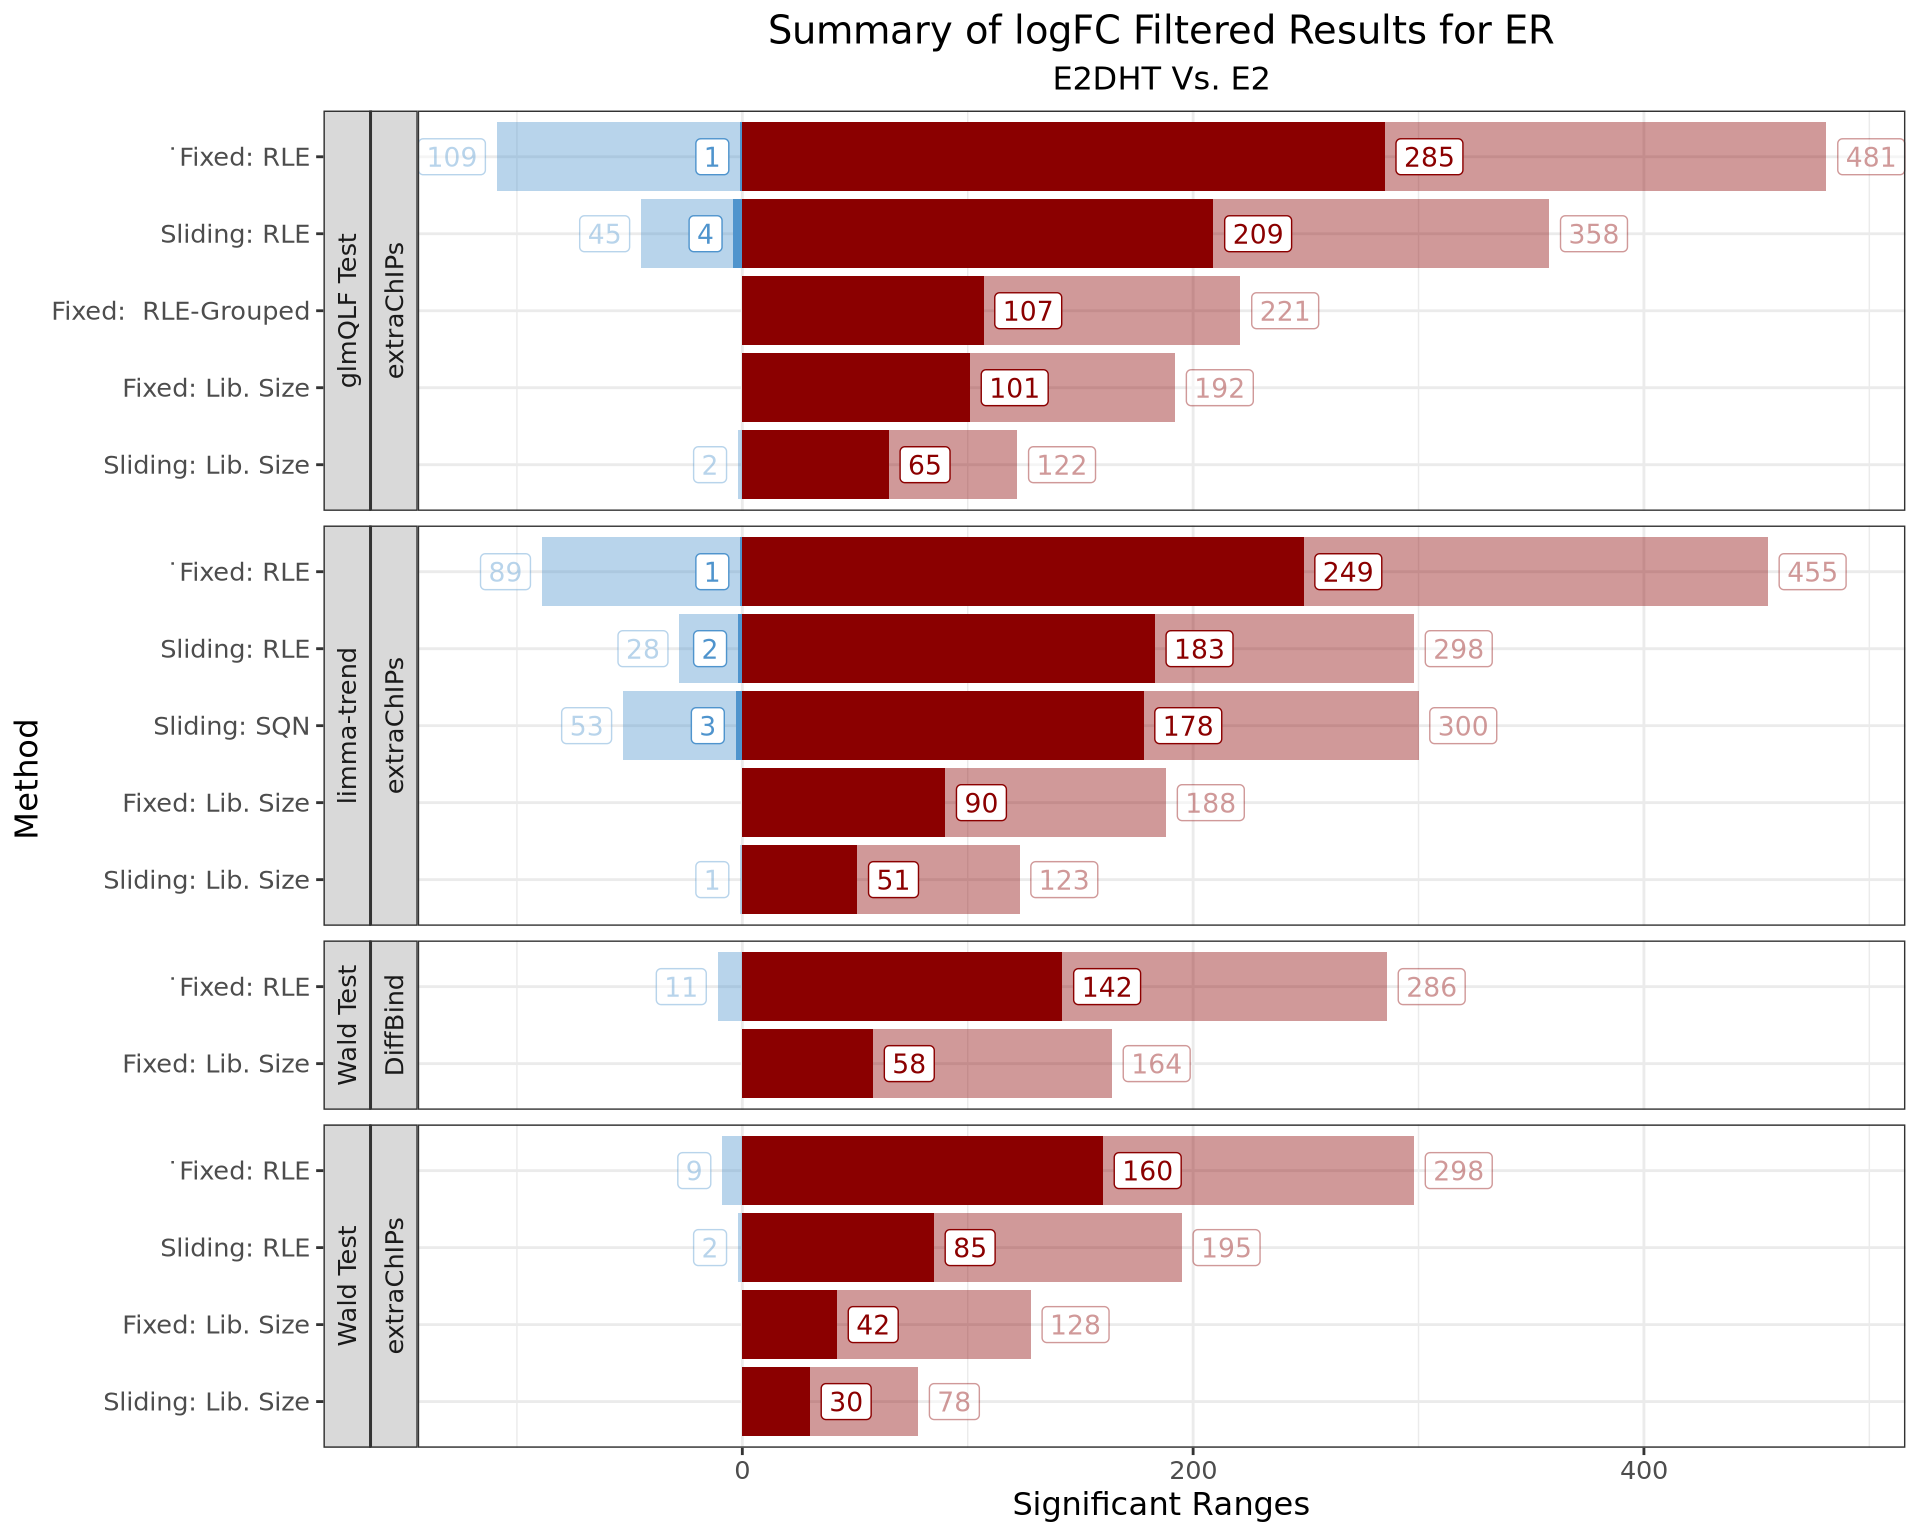 Summary of logFC Filtered Results for ER
E2DHT Vs. E2
Method
glmQLF Test
extraChIPs
Fixed: RLE
109
1
285
481
Sliding: RLE
45
4
209
358
Fixed:  RLE-Grouped
107
221
Fixed: Lib. Size
101
192
Sliding: Lib. Size
2
65
122
limma-trend
extraChIPs
Fixed: RLE
89
1
249
455
Sliding: RLE
28
2
183
298
Sliding: SQN
53
3
178
300
Fixed: Lib. Size
90
188
Sliding: Lib. Size
1
51
123
Wald Test
DiffBind
Fixed: RLE
11
142
286
Fixed: Lib. Size
58
164
Wald Test
extraChIPs
Fixed: RLE
9
160
298
Sliding: RLE
2
85
195
Fixed: Lib. Size
42
128
Sliding: Lib. Size
30
78
0
200
400
Significant Ranges